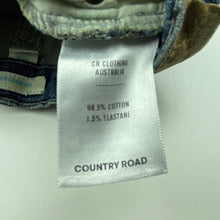 CR CLOTHING
AUSTRALIA
98.5% COTTON
1.5% ELASTANE
COUNTRY ROAD